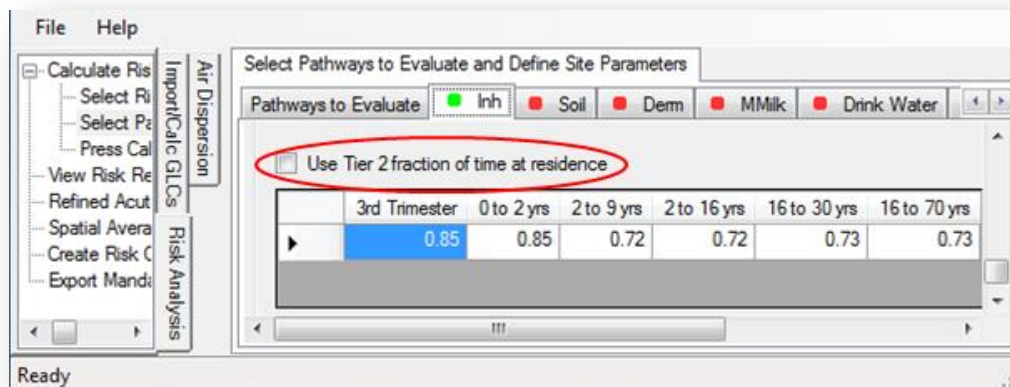 File Help
Calculate Ris
Select Ri
Select Pa
Press Cal
View Risk Re
Refined Acut
Spatial Avera
Create Risk C
Export Manda
Import/Calc GLCs
Risk Analysis
Air Dispersion
Select Pathways to Evaluate and Define Site Parameters
Pathways to Evaluate Inh Soil Derm MMilk Drink Water
Use Tier 2 fraction of time at residence
3rd Trimester 0 to 2 yrs 2 to 9 yrs 2 to 16 yrs 16 to 30 yrs 16 to 70 yrs
0.85 0.85 0.72 0.72 0.73 0.73
Ready